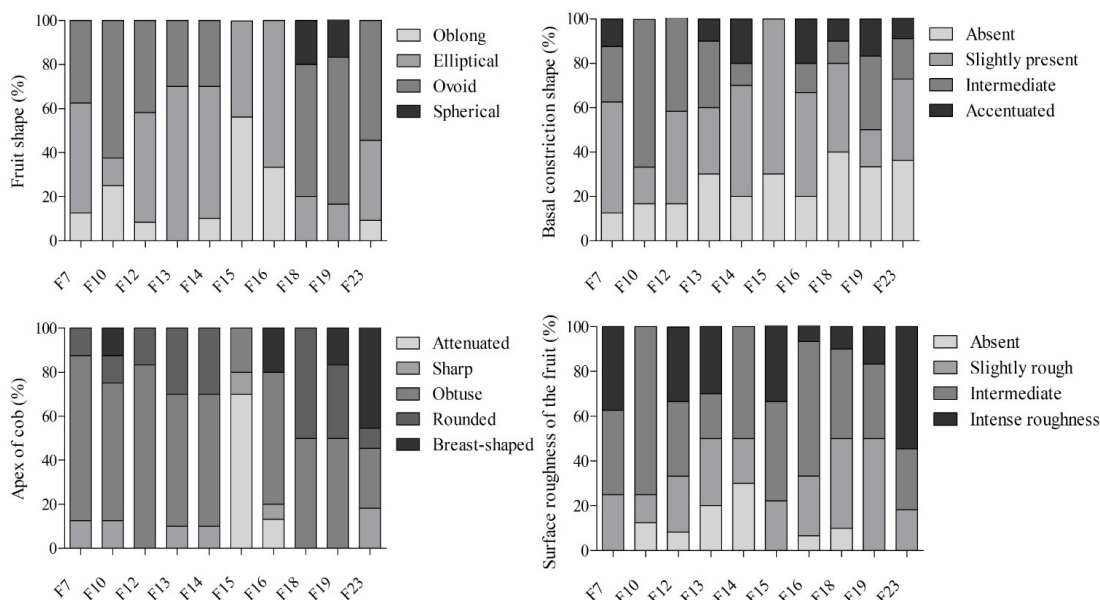 Fruit shape (%)
100
80
60
40
20
0
F7 F10 F12 F13 F14 F15 F16 F18 F19 F23
Oblong
Elliptical
Ovoid
Spherical
Basal constriction shape (%)
100
80
60
40
20
0
F7 F10 F12 F13 F14 F15 F16 F18 F19 F23
Absent
Slightly present
Intermediate
Accentuated
Apex of cob (%)
100
80
60
40
20
0
F7 F10 F12 F13 F14 F15 F16 F18 F19 F23
Attenuated
Sharp
Obtuse
Rounded
Breast-shaped
Surface roughness of the fruit (%)
100
80
60
40
20
0
F7 F10 F12 F13 F14 F15 F16 F18 F19 F23
Absent
Slightly rough
Intermediate
Intense roughness